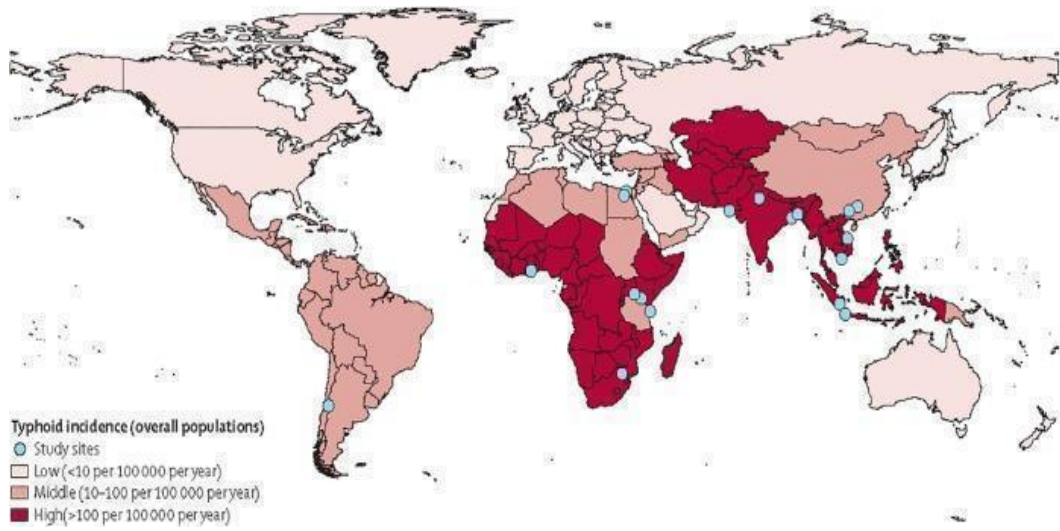 Typhoid incidence (overall populations)
Study sites
Low (<10 per 100 000 per year)
Middle (10–100 per 100 000 per year)
High (>100 per 100 000 per year)